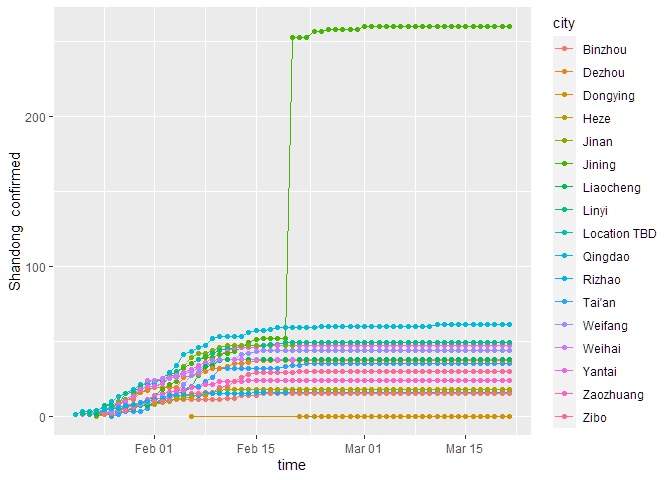 city
Binzhou
Dezhou
Dongying
Heze
Jinan
Jining
Liaocheng
Linyi
Location TBD
Qingdao
Rizhao
Tai'an
Weifang
Weihai
Yantai
Zaozhuang
Zibo
Shandong confirmed
200
100
0
Feb 01 Feb 15 Mar 01 Mar 15
time